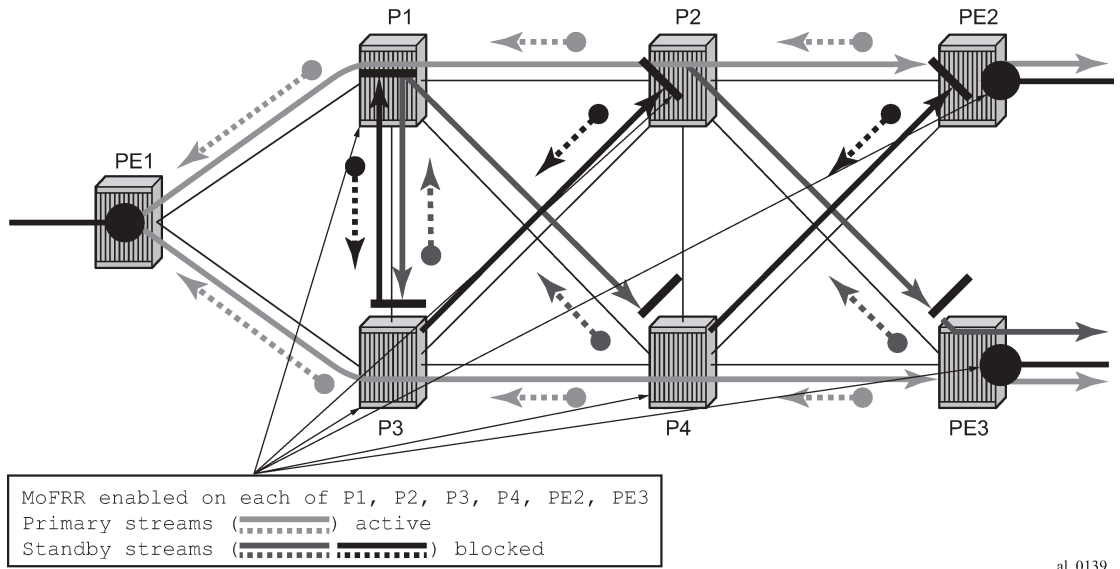 P1
P2
PE2
PE1
P3
P4
PE3
MoFRR enabled on each of P1, P2, P3, P4, PE2, PE3
Primary streams ( ) active
Standby streams ( ) blocked
al_0139